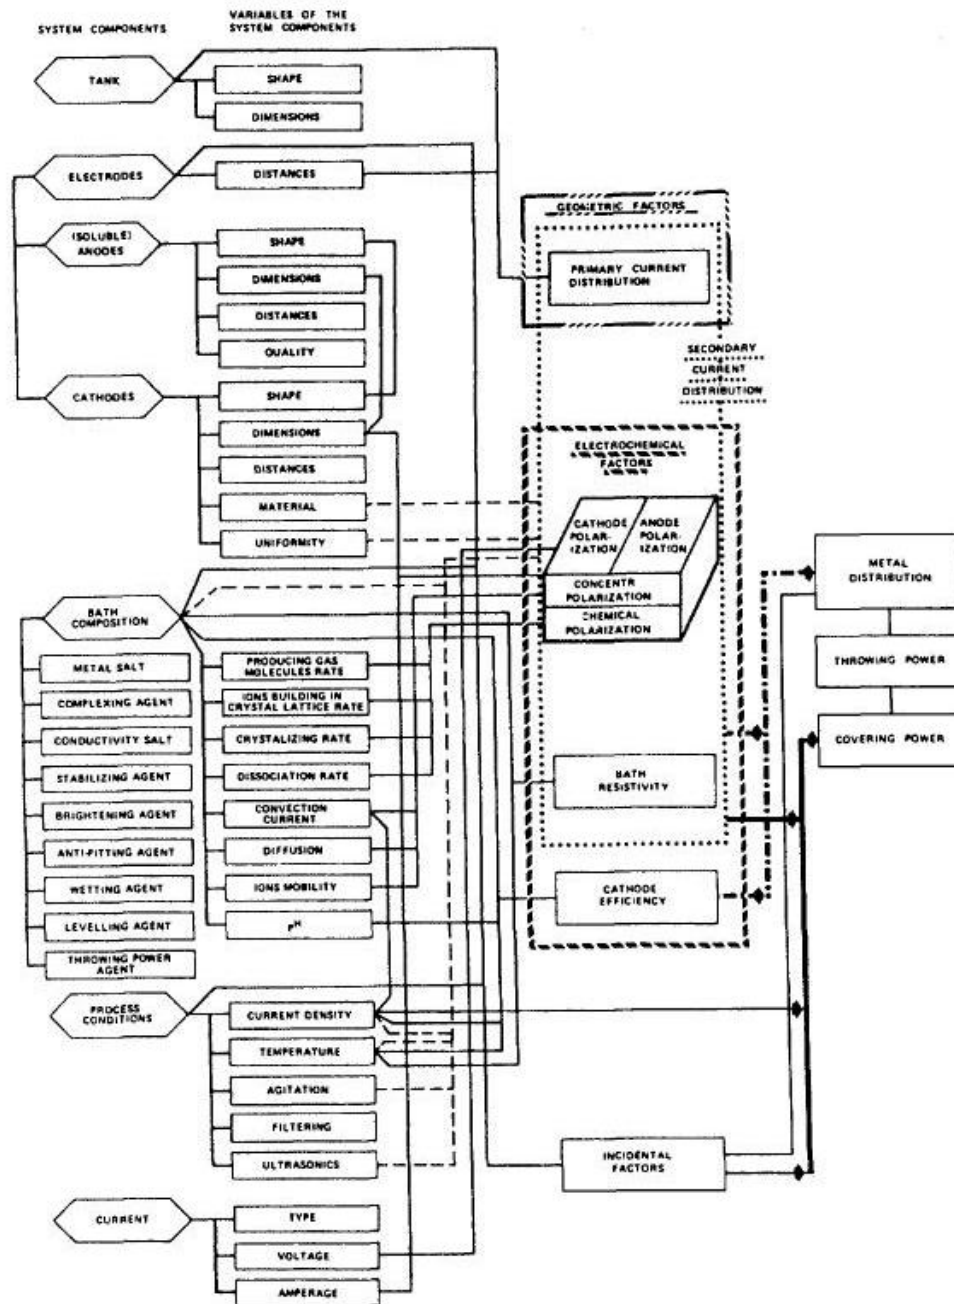 SYSTEM COMPONENTS
VARIABLES OF THE
SYSTEM COMPONENTS
TANK
SHAPE
DIMENSIONS
ELECTRODES
DISTANCES
(SOLUBLE)
ANODES
SHAPE
DIMENSIONS
DISTANCES
QUALITY
CATHODES
SHAPE
DIMENSIONS
DISTANCES
MATERIAL
UNIFORMITY
GEOMETRIC FACTORS
PRIMARY CURRENT
DISTRIBUTION
SECONDARY
CURRENT
DISTRIBUTION
ELECTROCHEMICAL
FACTORS
CATHODE
POLAR-
IZATION
ANODE
POLAR-
IZATION
CONCENTR
POLARIZATION
CHEMICAL
POLARIZATION
BATH
RESISTIVITY
CATHODE
EFFICIENCY
METAL
DISTRIBUTION
THROWING POWER
COVERING POWER
BATH
COMPOSITION
METAL SALT
COMPLEXING AGENT
CONDUCTIVITY SALT
STABILIZING AGENT
BRIGHTENING AGENT
ANTI-PITTING AGENT
WETTING AGENT
LEVELLING AGENT
THROWING POWER
AGENT
PRODUCING GAS
MOLECULES RATE
IONS BUILDING IN
CRYSTAL LATTICE RATE
CRYSTALIZING RATE
DISSOCIATION RATE
CONVECTION
CURRENT
DIFFUSION
IONS MOBILITY
PH
PROCESS
CONDITIONS
CURRENT DENSITY
TEMPERATURE
AGITATION
FILTERING
ULTRASONICS
INCIDENTAL
FACTORS
CURRENT
TYPE
VOLTAGE
AMPERAGE